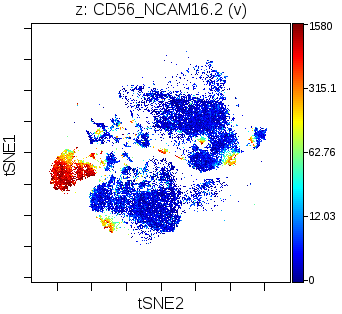 z: CD56_NCAM16.2 (v)
1580
315.1
62.76
12.03
0
tSNE1
tSNE2